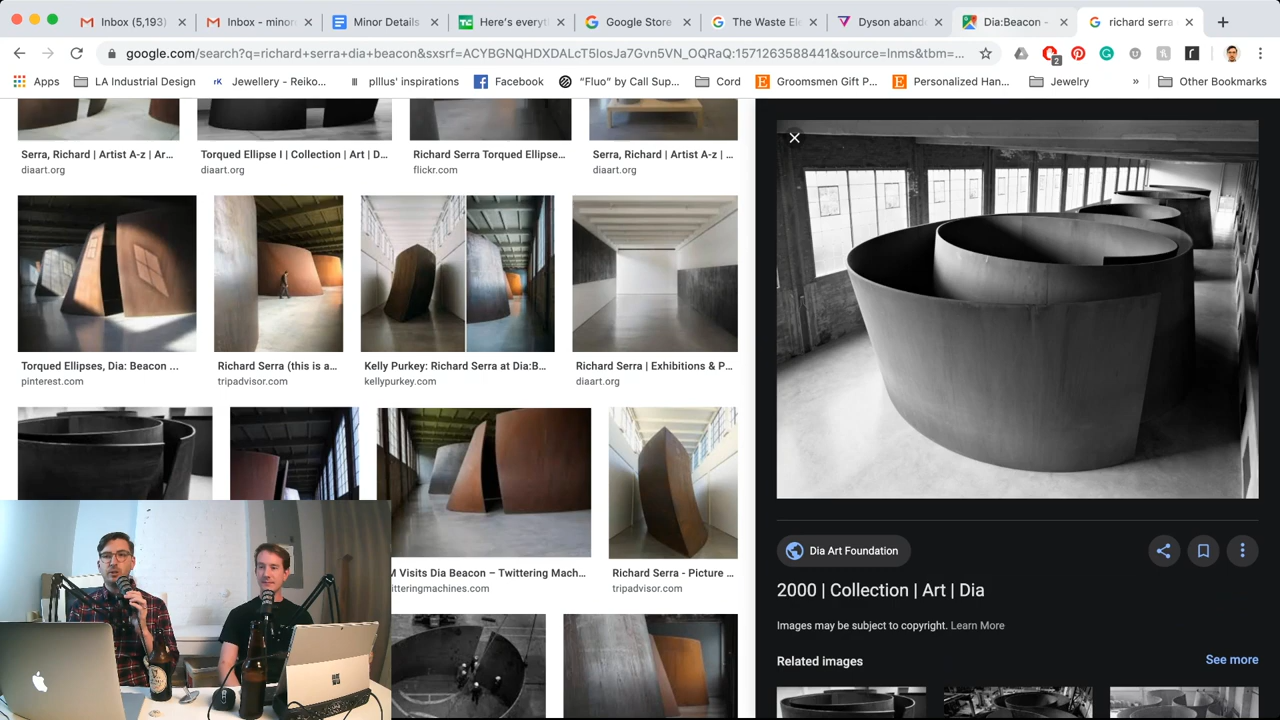 Inbox (5,193)
Inbox - minor
Minor Details
Here's every
Google Store
The Waste El
Dyson aband
Dia:Beacon -
richard serra
google.com/search?q=richard+serra+dia+beacon&sxsrf=ACYBGNQHDXDALcT5IosJa7Gvn5VN_OQRaQ:1571263588441&source=lnms&tbm=...
2
Apps
LA Industrial Design
rK
Jewellery - Reiko...
plllus' inspirations
Facebook
"Fluo" by Call Sup...
Cord
Groomsmen Gift P...
Personalized Han...
Jewelry
»
Other Bookmarks
Serra, Richard | Artist A-z | Ar...
diaart.org
Torqued Ellipse I | Collection | Art | D...
diaart.org
Richard Serra Torqued Ellipse...
flickr.com
Serra, Richard | Artist A-z | ...
diaart.org
Torqued Ellipses, Dia: Beacon ...
pinterest.com
Richard Serra (this is a...
tripadvisor.com
Kelly Purkey: Richard Serra at Dia:B...
kellypurkey.com
Richard Serra | Exhibitions & P...
diaart.org
M Visits Dia Beacon – Twittering Mach...
witteringmachines.com
Richard Serra - Picture ...
tripadvisor.com
Dia Art Foundation
2000 | Collection | Art | Dia
Images may be subject to copyright. Learn More
Related images
See more